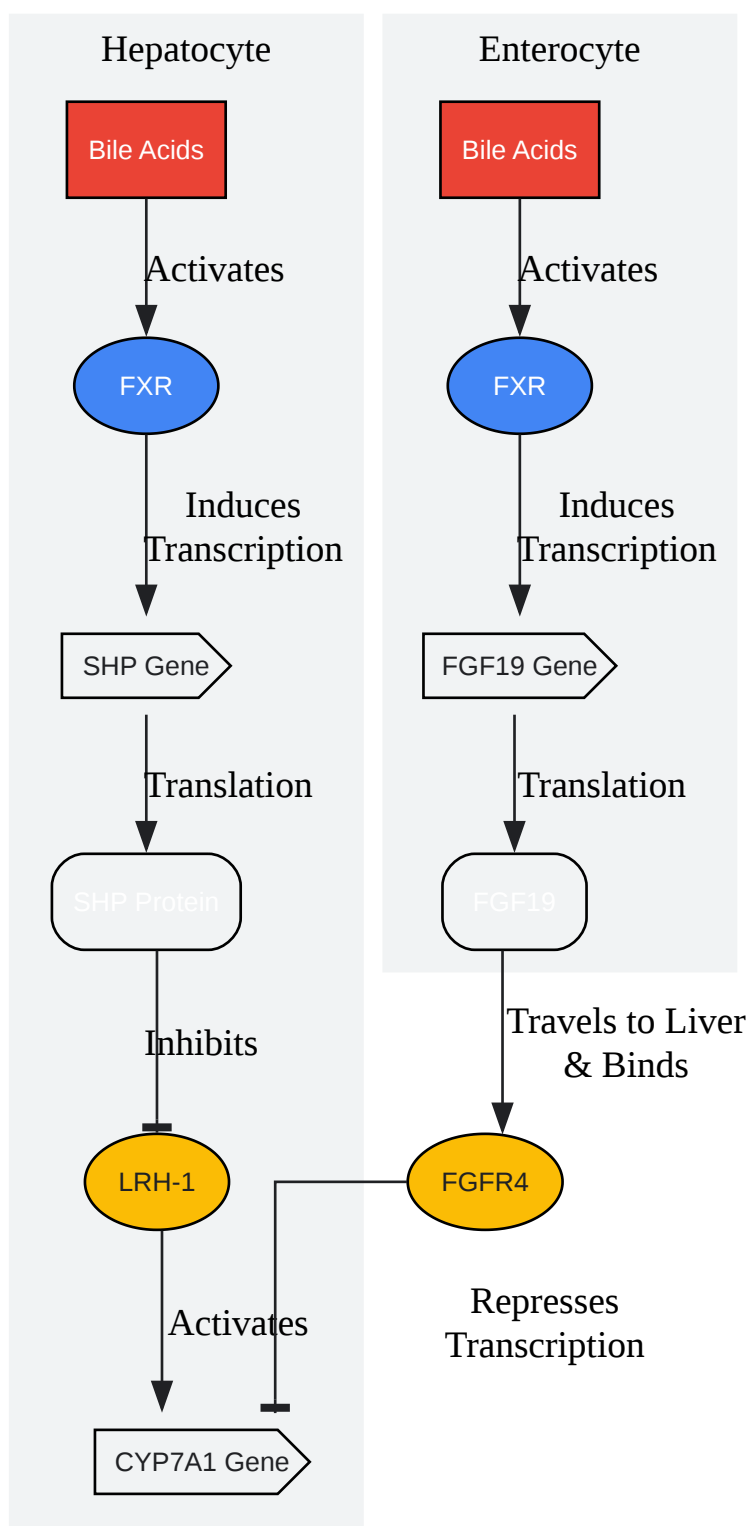 Hepatocyte
Bile Acids
Activates
FXR
Induces
Transcription
SHP Gene
Translation
SHP Protein
Inhibits
LRH-1
Activates
CYP7A1 Gene
Enterocyte
Bile Acids
Activates
FXR
Induces
Transcription
FGF19 Gene
Translation
FGF19
Travels to Liver
& Binds
FGFR4
Represses
Transcription